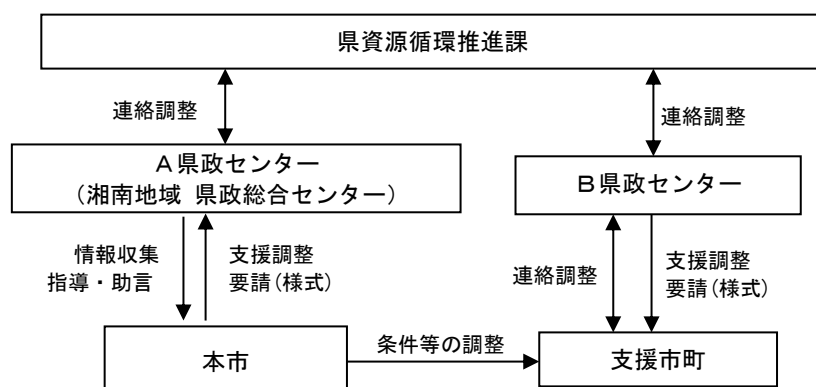 県資源循環推進課
連絡調整
連絡調整
A県政センター
(湘南地域 県政総合センター)
B県政センター
情報収集
指導・助言
支援調整
要請(様式)
連絡調整
支援調整
要請(様式)
本市
条件等の調整
支援市町